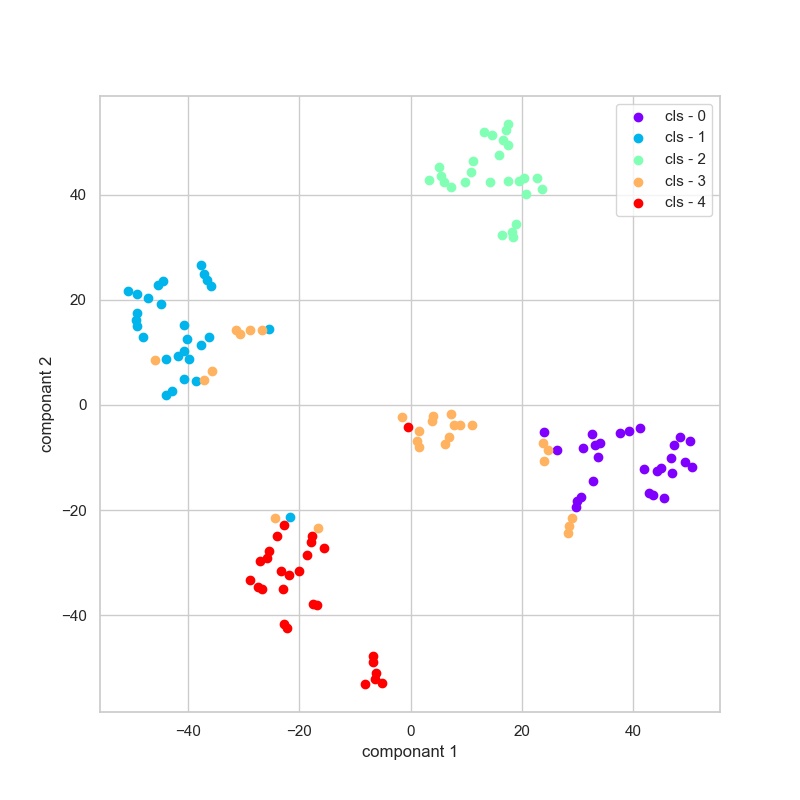 cls - 0
cls - 1
cls - 2
cls - 3
cls - 4
40
20
0
−20
−40
componant 2
−40 −20 0 20 40
componant 1